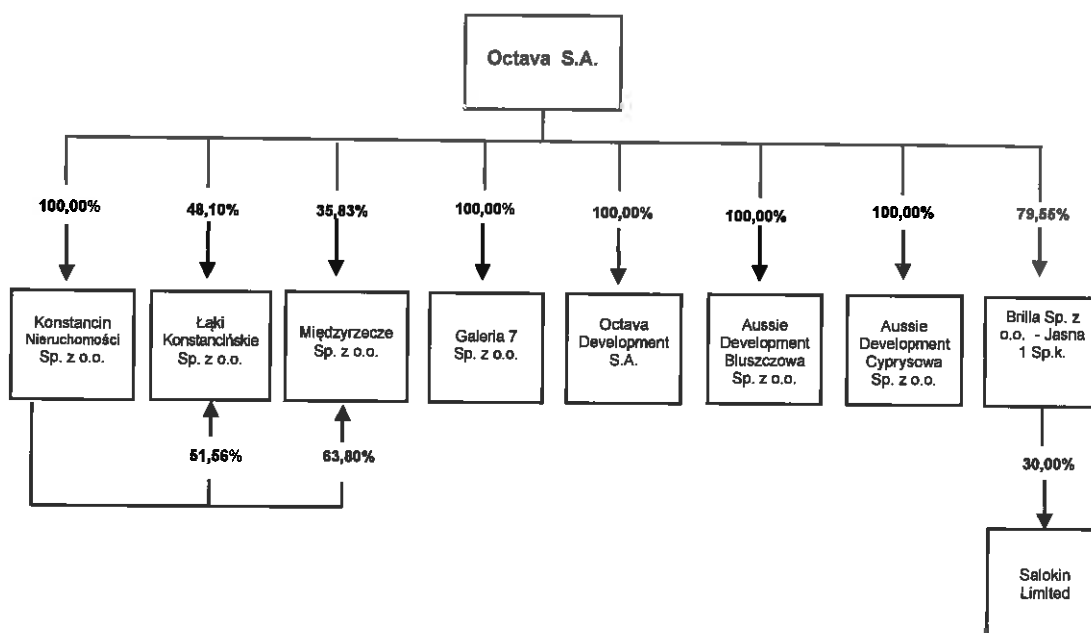 Octava S.A.
100,00%
48,10%
35,83%
100,00%
100,00%
100,00%
100,00%
79,55%
Konstancin
Nieruchomości
Sp. z o.o.
Łąki
Konstancińskie
Sp. z o.o.
Międzyrzecze
Sp. z o.o.
Galeria 7
Sp. z o.o.
Octava
Development
S.A.
Aussie
Development
Bluszczowa
Sp. z o.o.
Aussie
Development
Cyprysowa
Sp. z o.o.
Brilla Sp. z
o.o. - Jasna
1 Sp.k.
51,56%
63,80%
30,00%
Salokin
Limited